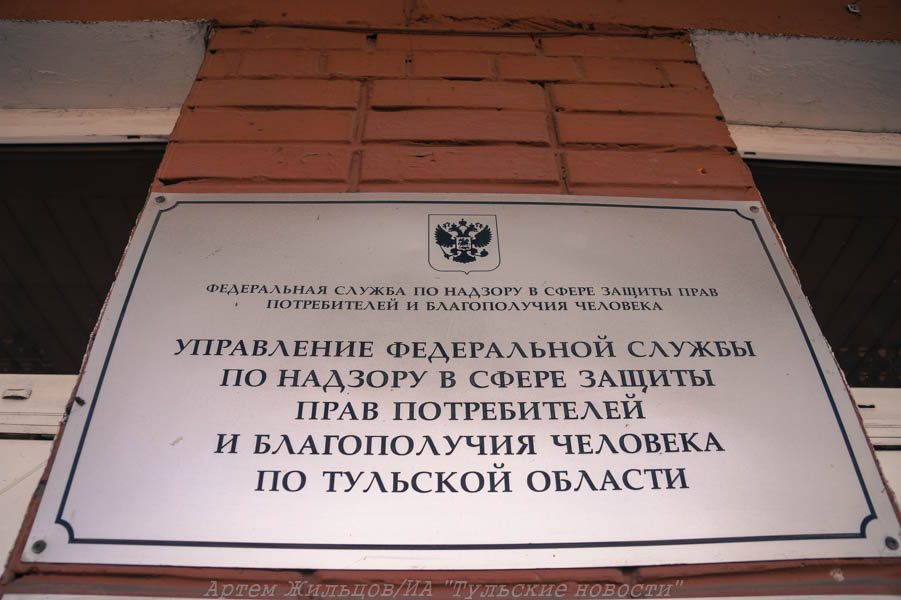 ФЕДЕРАЛЬНАЯ СЛУЖБА ПО НАДЗОРУ В СФЕРЕ ЗАЩИТЫ ПРАВ
ПОТРЕБИТЕЛЕЙ И БЛАГОПОЛУЧИЯ ЧЕЛОВЕКА
УПРАВЛЕНИЕ ФЕДЕРАЛЬНОЙ СЛУЖБЫ
ПО НАДЗОРУ В СФЕРЕ ЗАЩИТЫ
ПРАВ ПОТРЕБИТЕЛЕЙ
И БЛАГОПОЛУЧИЯ ЧЕЛОВЕКА
ПО ТУЛЬСКОЙ ОБЛАСТИ
Артем Жильцов/ИА "Тульские новости"